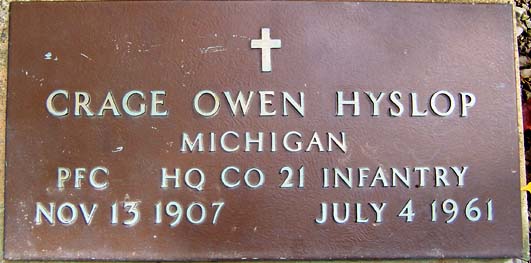 CRAGE OWEN HYSLOP
MICHIGAN
PFC HQ CO 21 INFANTRY
NOV 13 1907 JULY 4 1961